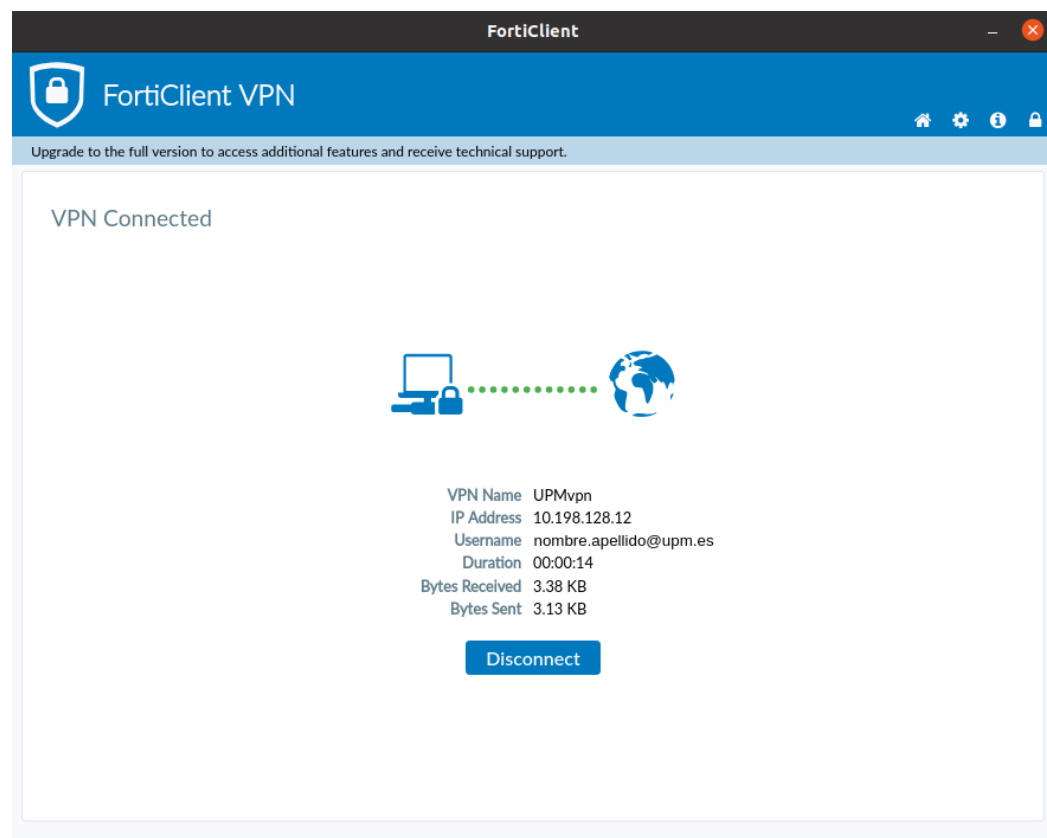 FortiClient
FortiClient VPN
Upgrade to the full version to access additional features and receive technical support.
VPN Connected
VPN Name UPMvpn
IP Address 10.198.128.12
Username nombre.apellido@upm.es
Duration 00:00:14
Bytes Received 3.38 KB
Bytes Sent 3.13 KB
Disconnect